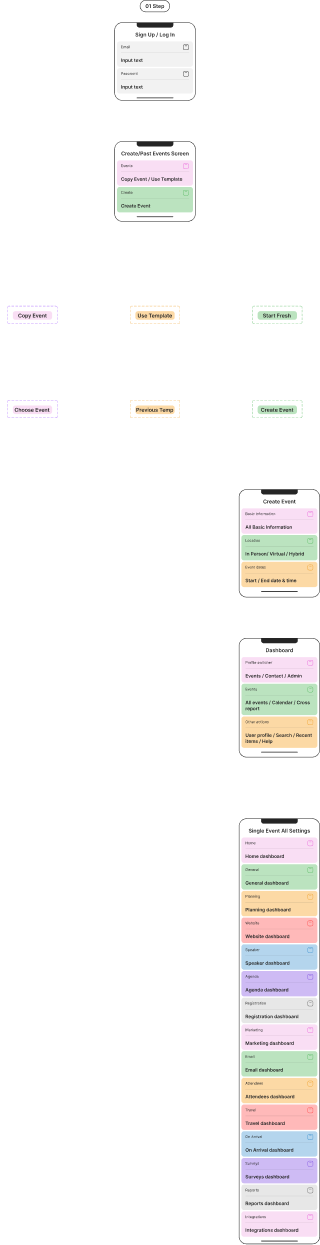 01 Step
Sign Up / Log In
Email
Input text
Password
Input text
Create/Past Events Screen
Events
Copy Event / Use Template
Create
Create Event
Copy Event
Use Template
Start Fresh
Choose Event
Previous Temp
Create Event
Create Event
Basic Information
All Basic Information
Location
In Person/ Virtual / Hybrid
Event dates
Start / End date & time
Dashboard
Profile switcher
Events / Contact / Admin
Events
All events / Calendar / Cross
report
Other actions
User profile / Search / Recent
items / Help
Single Event All Settings
Home
Home dashboard
General
General dashboard
Planning
Planning dashboard
Website
Website dashboard
Speaker
Speaker dashboard
Agenda
Agenda dashboard
Registration
Registration dashboard
Marketing
Marketing dashboard
Email
Email dashboard
Attendees
Attendees dashboard
Travel
Travel dashboard
On Arrival
On Arrival dashboard
Surveys
Surveys dashboard
Reports
Reports dashboard
Integrations
Integrations dashboard